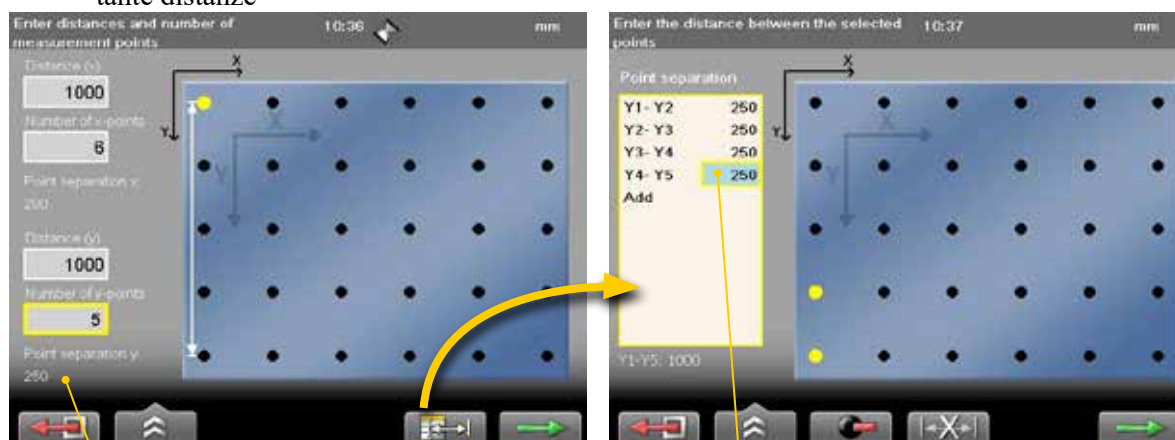 tante distanze
Enter distances and number of
measurement points
10:36
mm
Distance (x)
1000
Number of x-points
6
Point separation x:
200
Distance (y)
1000
Number of y-points
5
Point separation y:
250
X
Y
X
Y
Enter the distance between the selected
points
10:37
mm
Point separation
Y1- Y2 250
Y2- Y3 250
Y3- Y4 250
Y4- Y5 250
Add
Y1-Y5: 1000
X
Y
X
Y
X